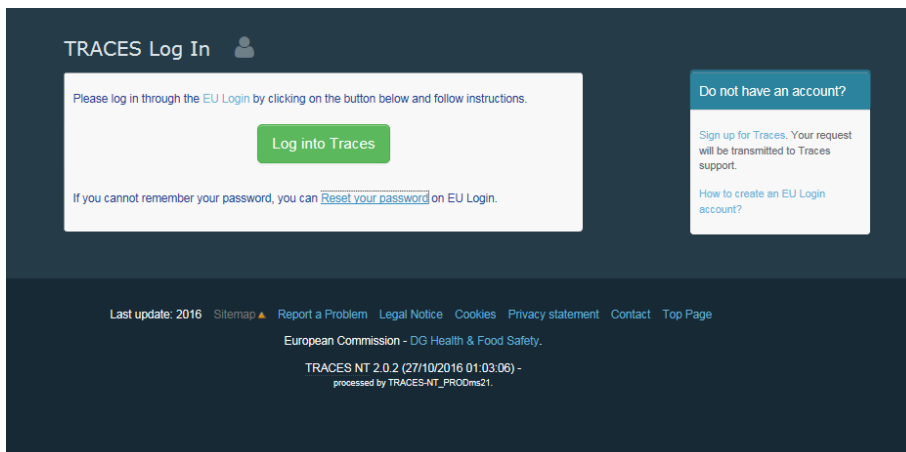 TRACES Log In
Please log in through the EU Login by clicking on the button below and follow instructions.
Log into Traces
If you cannot remember your password, you can Reset your password on EU Login.
Do not have an account?
Sign up for Traces. Your request
will be transmitted to Traces
support.
How to create an EU Login
account?
Last update: 2016 Sitemap Report a Problem Legal Notice Cookies Privacy statement Contact Top Page
European Commission - DG Health & Food Safety.
TRACES NT 2.0.2 (27/10/2016 01:03:06) -
processed by TRACES-NT_PRODms21.